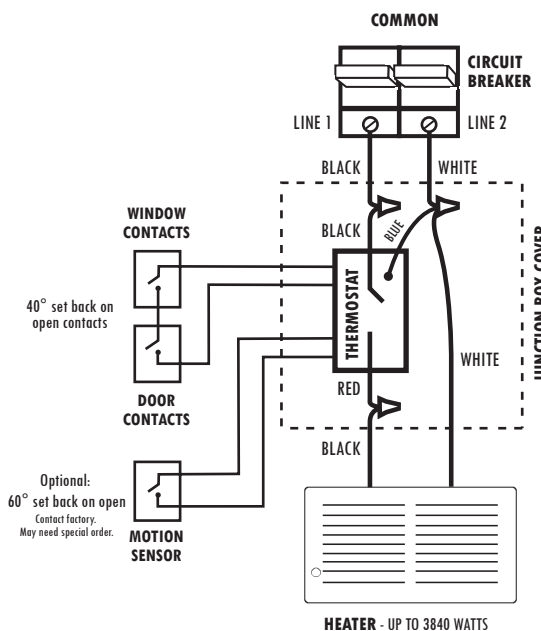 COMMON
CIRCUIT
BREAKER
LINE 1
LINE 2
BLACK
WHITE
WINDOW
CONTACTS
BLACK
BLUE
JUNCTION BOX COVER
40° set back on
open contacts
THERMOSTAT
WHITE
DOOR
CONTACTS
RED
BLACK
Optional:
60° set back on open
Contact factory.
May need special order.
MOTION
SENSOR
HEATER - UP TO 3840 WATTS